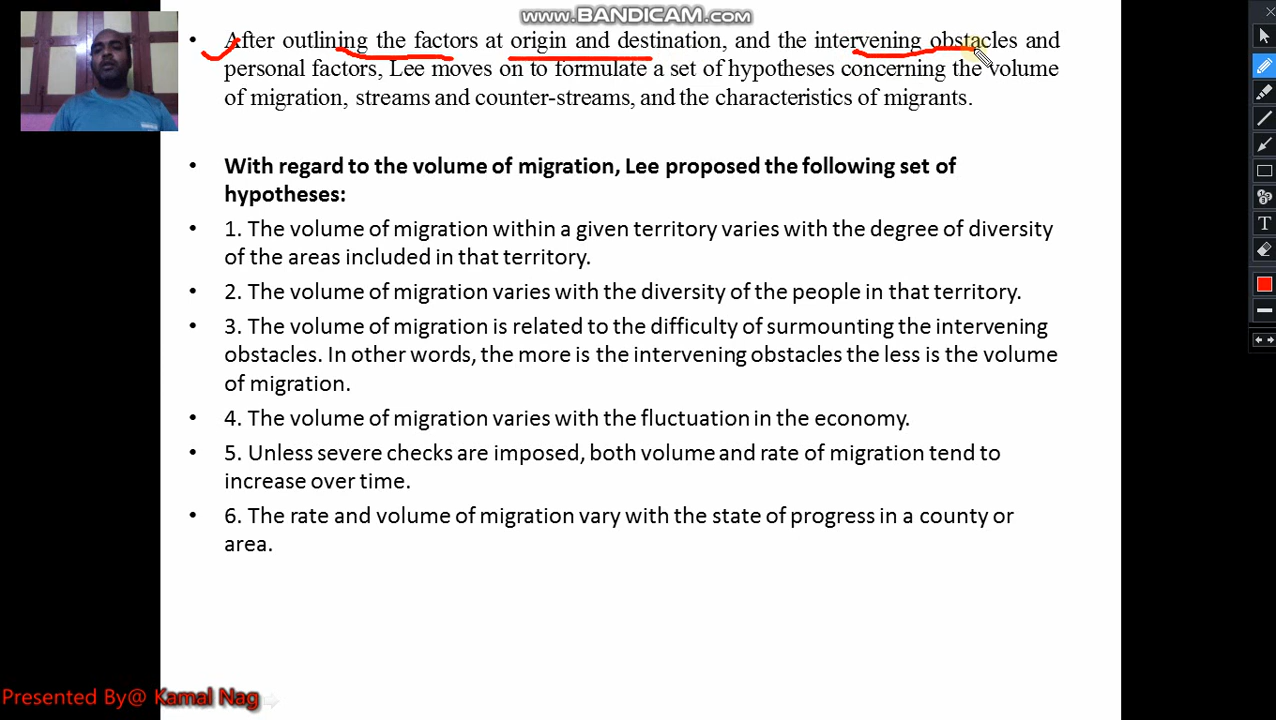 www.BANDICAM.com
• After outlining the factors at origin and destination, and the intervening obstacles and
personal factors, Lee moves on to formulate a set of hypotheses concerning the volume
of migration, streams and counter-streams, and the characteristics of migrants.
• With regard to the volume of migration, Lee proposed the following set of
hypotheses:
• 1. The volume of migration within a given territory varies with the degree of diversity
of the areas included in that territory.
• 2. The volume of migration varies with the diversity of the people in that territory.
• 3. The volume of migration is related to the difficulty of surmounting the intervening
obstacles. In other words, the more is the intervening obstacles the less is the volume
of migration.
• 4. The volume of migration varies with the fluctuation in the economy.
• 5. Unless severe checks are imposed, both volume and rate of migration tend to
increase over time.
• 6. The rate and volume of migration vary with the state of progress in a county or
area.
Presented By@ Kamal Nag